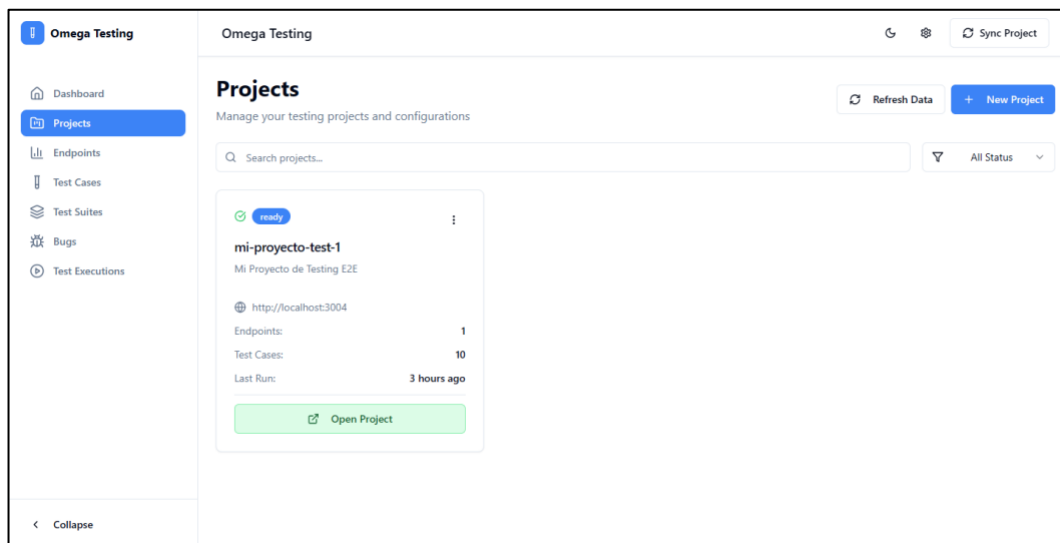 Omega Testing
Dashboard
Projects
Endpoints
Test Cases
Test Suites
Bugs
Test Executions
Collapse
Omega Testing
Sync Project
Projects
Manage your testing projects and configurations
Refresh Data
New Project
Search projects...
All Status
ready
mi-proyecto-test-1
Mi Proyecto de Testing E2E
http://localhost:3004
Endpoints: 1
Test Cases: 10
Last Run: 3 hours ago
Open Project